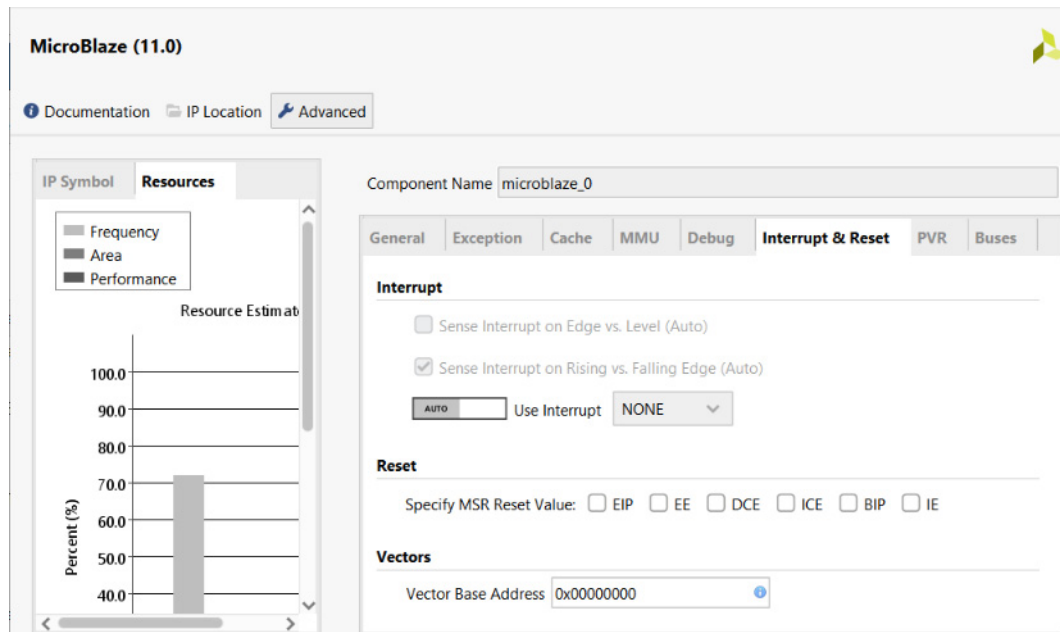 MicroBlaze (11.0)
Documentation IP Location Advanced
IP Symbol Resources
Frequency
Area
Performance
Resource Estimat
Percent (%)
100.0
90.0
80.0
70.0
60.0
50.0
40.0
Component Name microblaze_0
General Exception Cache MMU Debug Interrupt & Reset PVR Buses
Interrupt
Sense Interrupt on Edge vs. Level (Auto)
Sense Interrupt on Rising vs. Falling Edge (Auto)
AUTO Use Interrupt NONE
Reset
Specify MSR Reset Value: EIP EE DCE ICE BIP IE
Vectors
Vector Base Address 0x00000000